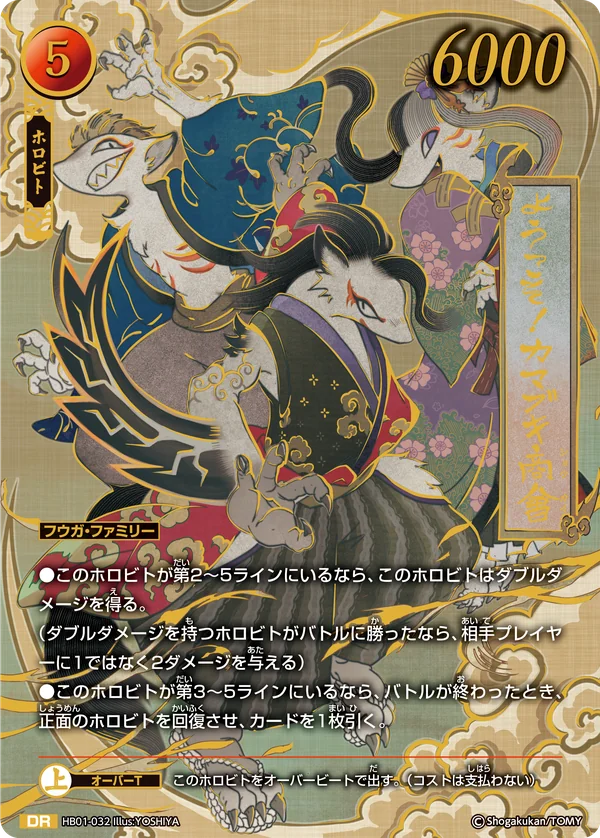 5
6000
ホロビト
ようこそ!カマブキ商會
フウガ・ファミリー
●このホロビトが第2~5ラインにいるなら、このホロビトはダブルダ
メージを得る。
(ダブルダメージを持つホロビトがバトルに勝ったなら、相手プレイヤ
ーに1ではなく2ダメージを与える)
●このホロビトが第3~5ラインにいるなら、バトルが終わったとき、
正面のホロビトを回復させ、カードを1枚引く。
上 オーバーT このホロビトをオーバービートで出す。(コストは支払わない)
DR HB01-032 Illus:YOSHIYA
© Shogakukan/TOMY